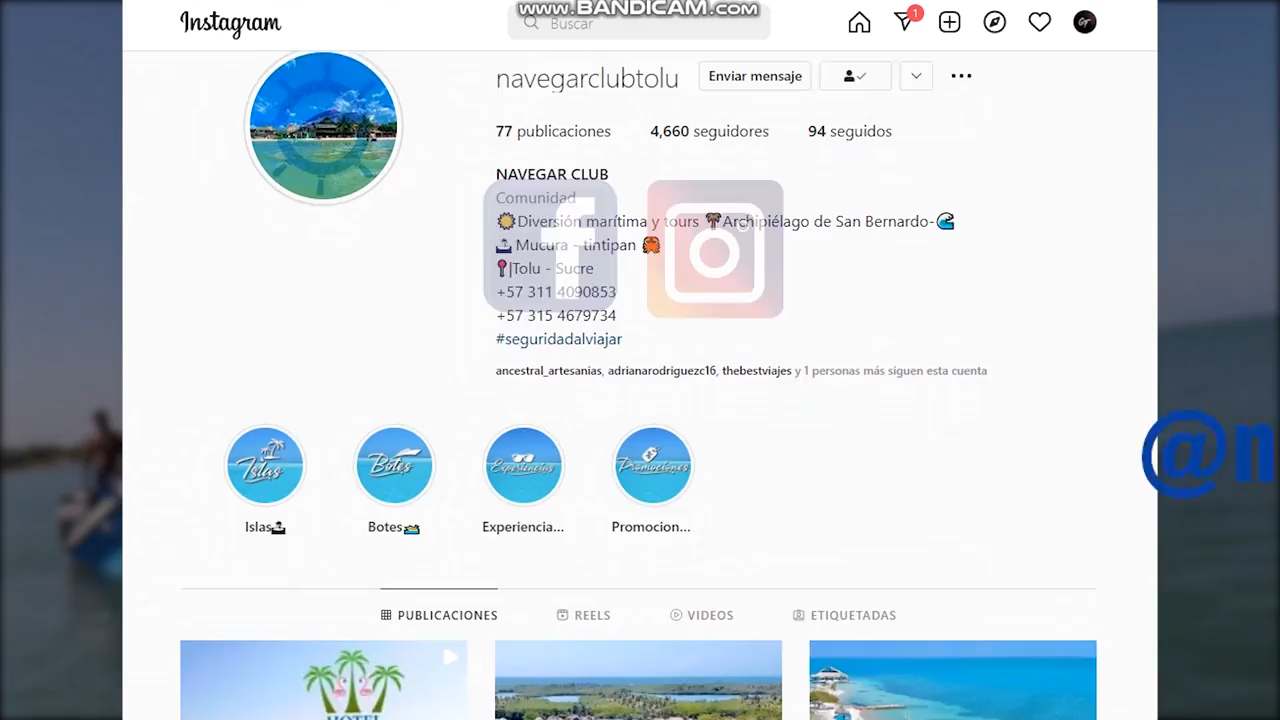 www.BANDICAM.com
Instagram
Buscar
1
navegarclubtolu
Enviar mensaje
77 publicaciones
4,660 seguidores
94 seguidos
NAVEGAR CLUB
Comunidad
Diversión marítima y tours Archipiélago de San Bernardo-
Mucura - tintipan
|Tolu - Sucre
+57 311 4090853
+57 315 4679734
#seguridadalviajar
ancestral_artesanias, adrianarodriguezc16, thebestviajes y 1 personas más siguen esta cuenta
@n
Islas
Botes
Experiencias
Promociones
Islas
Botes
Experiencia...
Promocion...
PUBLICACIONES
REELS
VIDEOS
ETIQUETADAS
HOTEL